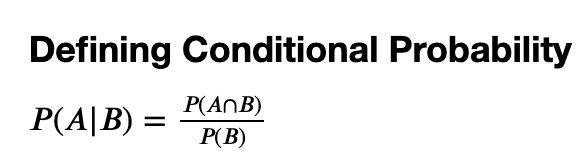 Defining Conditional Probability
P(A|B) = P(A∩B) / P(B)